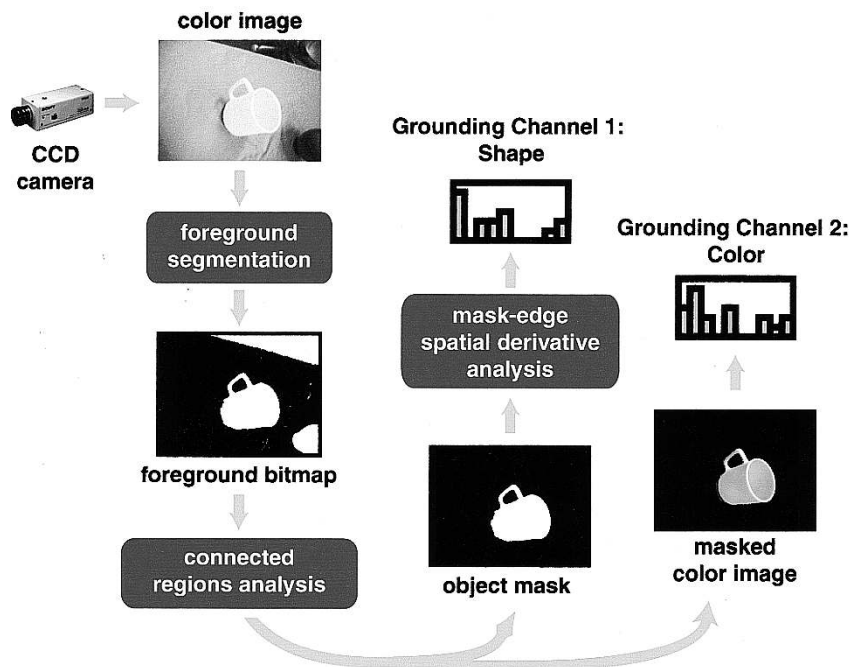 color image
CCD
camera
foreground
segmentation
foreground bitmap
connected
regions analysis
Grounding Channel 1:
Shape
mask-edge
spatial derivative
analysis
object mask
Grounding Channel 2:
Color
masked
color image